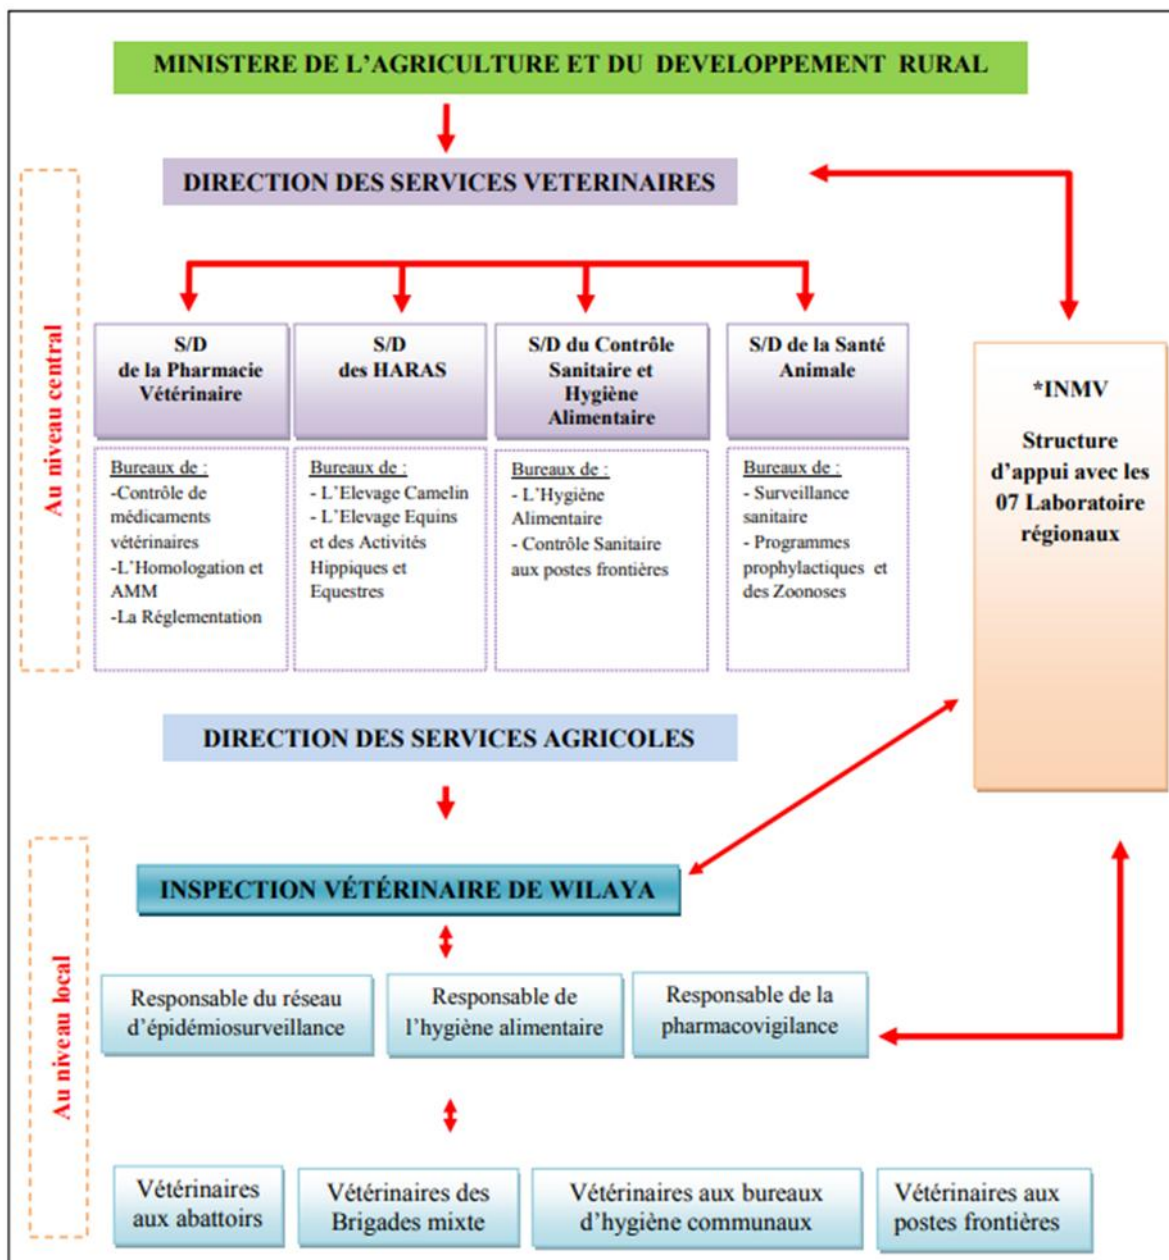 MINISTERE DE L'AGRICULTURE ET DU DEVELOPPEMENT RURAL
DIRECTION DES SERVICES VETERINAIRES
Au niveau central
S/D
de la Pharmacie
Vétérinaire
Bureaux de :
-Contrôle de
médicaments
vétérinaires
-L'Homologation et
AMM
-La Réglementation
S/D
des HARAS
Bureaux de :
- L'Elevage Camelin
- L'Elevage Equins
et des Activités
Hippiques et
Equestres
S/D du Contrôle
Sanitaire et
Hygiène
Alimentaire
Bureaux de :
- L'Hygiène
Alimentaire
- Contrôle Sanitaire
aux postes frontières
S/D de la Santé
Animale
Bureaux de :
- Surveillance
sanitaire
- Programmes
prophylactiques et
des Zoonoses
*INMV
Structure
d'appui avec les
07 Laboratoire
régionaux
DIRECTION DES SERVICES AGRICOLES
Au niveau local
INSPECTION VÉTÉRINAIRE DE WILAYA
Responsable du réseau
d'épidémiosurveillance
Responsable de
l'hygiène alimentaire
Responsable de la
pharmacovigilance
Vétérinaires
aux abattoirs
Vétérinaires des
Brigades mixte
Vétérinaires aux bureaux
d'hygiène communaux
Vétérinaires aux
postes frontières